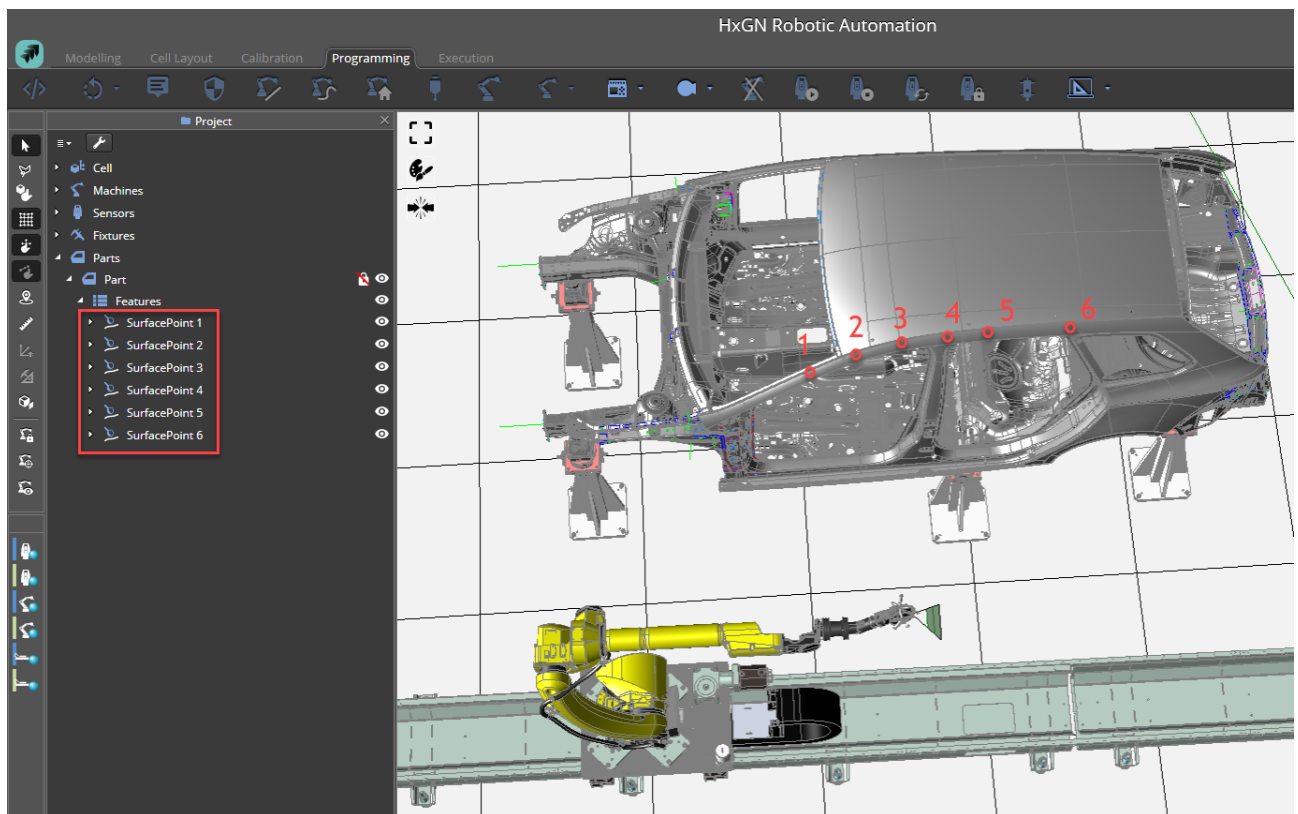 HxGN Robotic Automation
Modelling Cell Layout Calibration Programming Execution
Project
Cell
Machines
Sensors
Fixtures
Parts
Part
Features
SurfacePoint 1
SurfacePoint 2
SurfacePoint 3
SurfacePoint 4
SurfacePoint 5
SurfacePoint 6
1 2 3 4 5 6
1